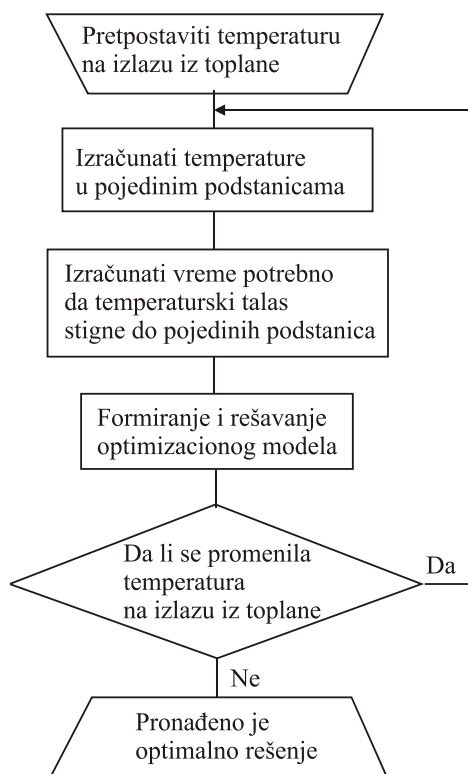 Pretpostaviti temperaturu
na izlazu iz toplane
Izračunati temperature
u pojedinim podstanicama
Izračunati vreme potrebno
da temperaturski talas
stigne do pojedinih podstanica
Formiranje i rešavanje
optimizacionog modela
Da li se promenila
temperatura
na izlazu iz toplane
Da
Ne
Pronađeno je
optimalno rešenje